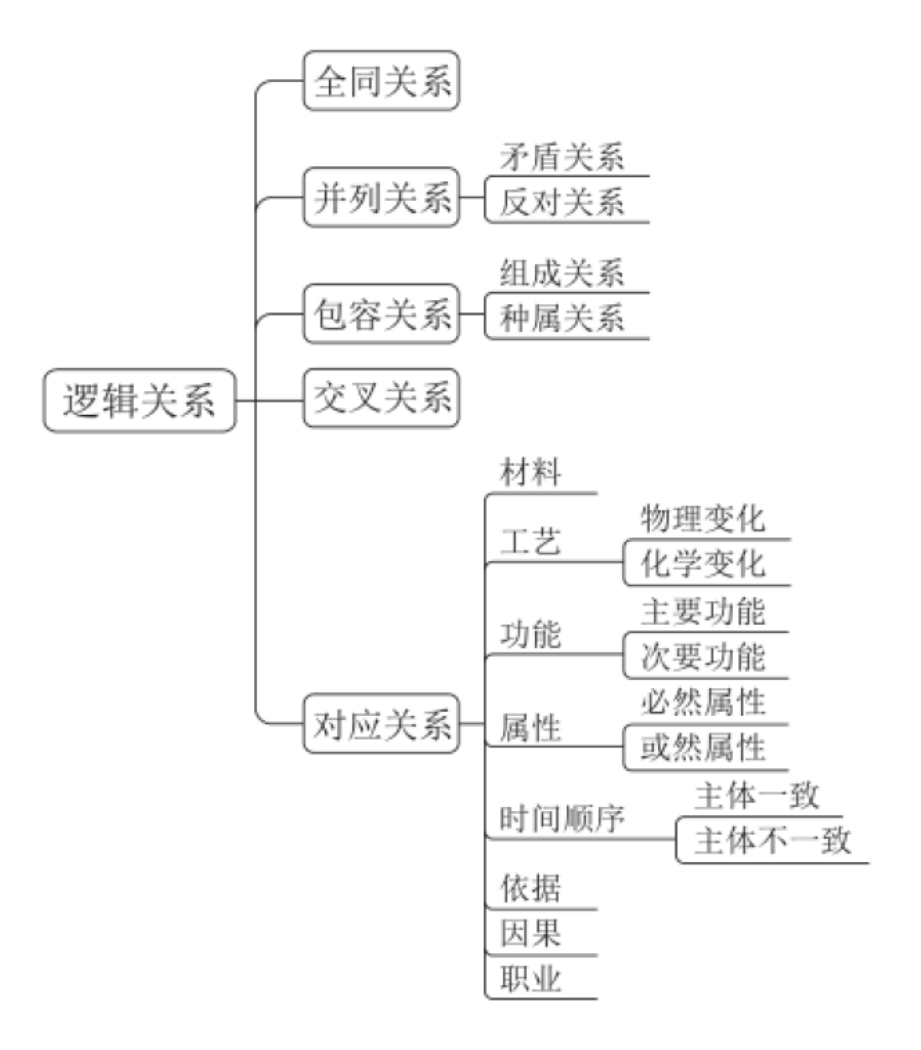 全同关系
矛盾关系
并列关系
反对关系
组成关系
包容关系
种属关系
逻辑关系
交叉关系
材料
物理变化
工艺
化学变化
主要功能
功能
次要功能
必然属性
对应关系
属性
或然属性
主体一致
时间顺序
主体不一致
依据
因果
职业